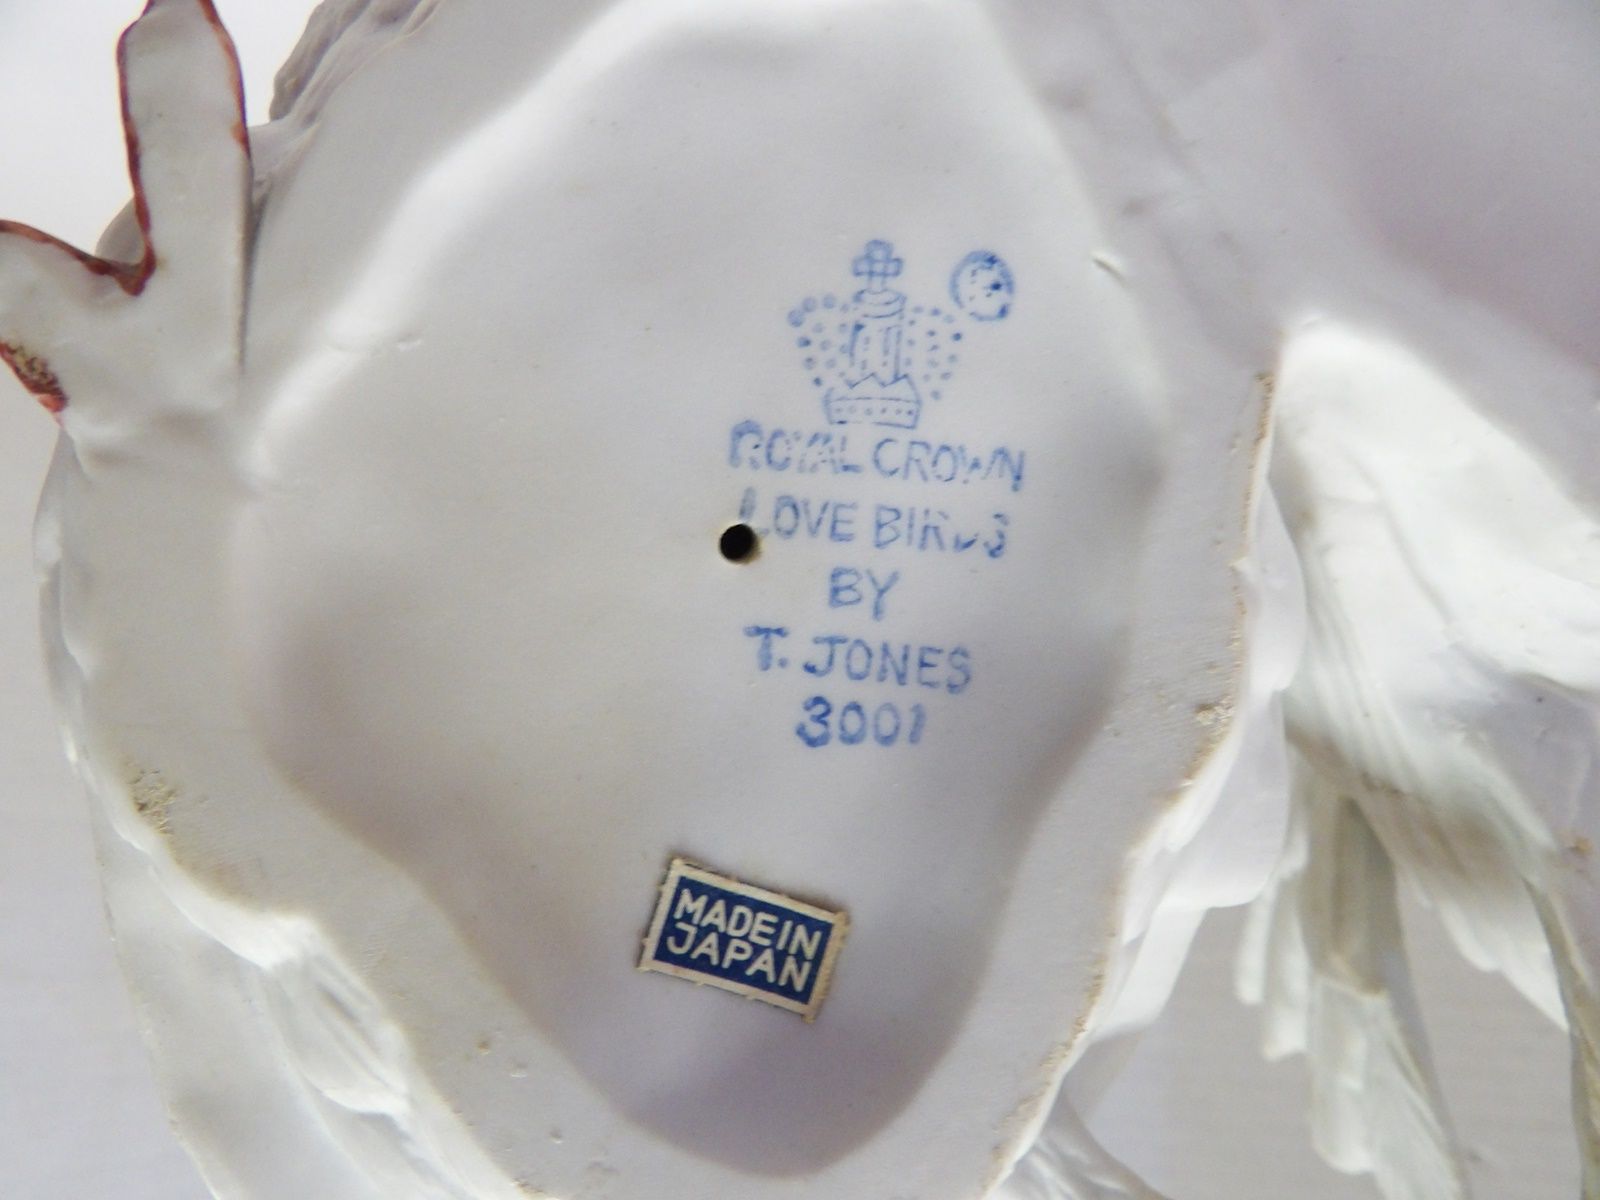 ROYAL CROWN
LOVE BIRDS
BY
T. JONES
3001
MADE IN
JAPAN